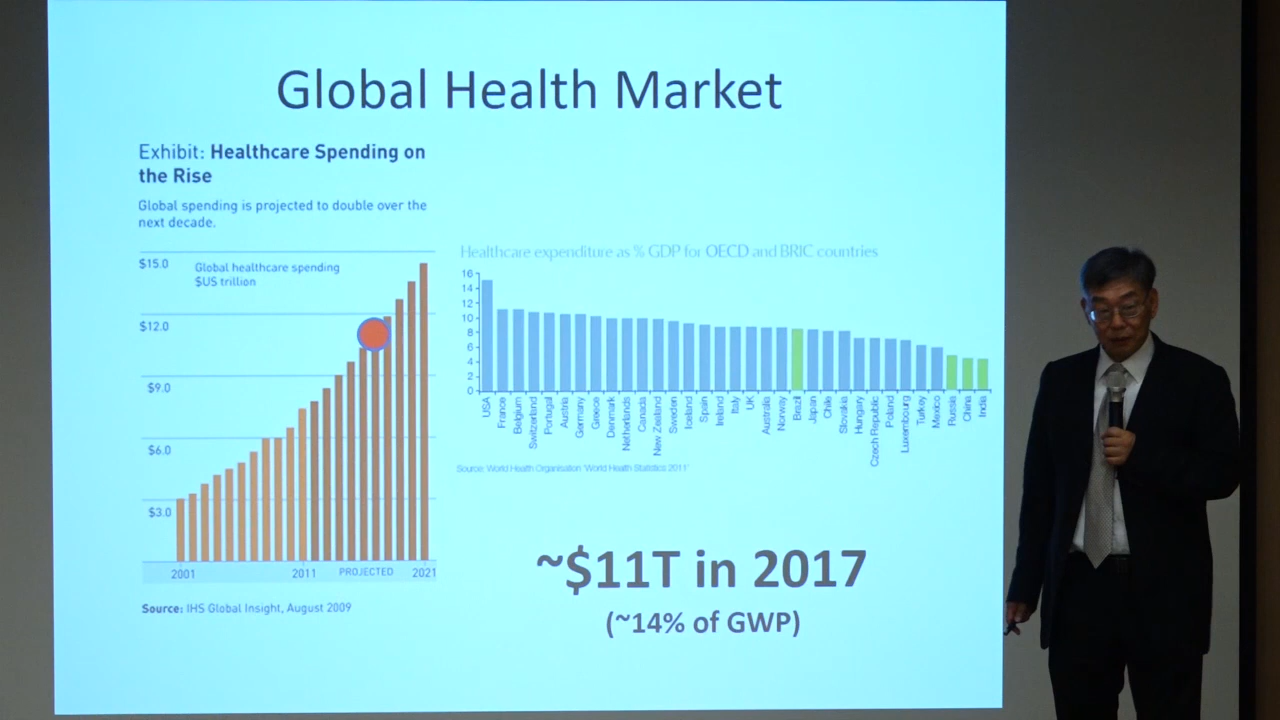 Global Health Market
Exhibit: Healthcare Spending on
the Rise
Global spending is projected to double over the
next decade.
$15.0
Global healthcare spending
$US trillion
$12.0
$9.0
$6.0
$3.0
2001
2011
PROJECTED
2021
Source: IHS Global Insight, August 2009
Healthcare expenditure as % GDP for OECD and BRIC countries
16
14
12
10
8
6
4
2
0
USA
France
Belgium
Switzerland
Portugal
Austria
Germany
Greece
Denmark
Netherlands
Canada
New Zealand
Sweden
Iceland
Spain
Ireland
Italy
UK
Australia
Norway
Brazil
Japan
Chile
Slovakia
Hungary
Czech Republic
Poland
Luxembourg
Turkey
Mexico
Russia
China
India
Source: World Health Organisation 'World Health Statistics 2011'
~$11T in 2017
(~14% of GWP)